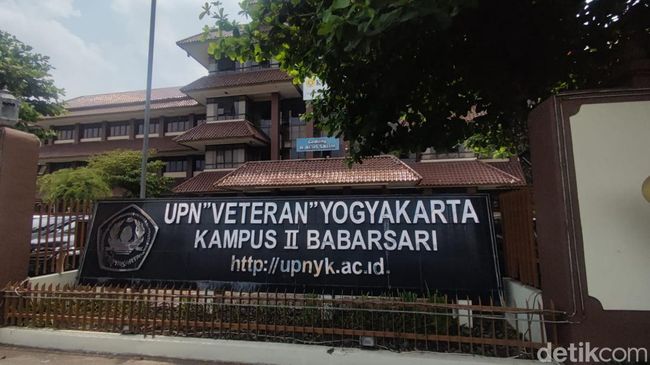 UPN"VETERAN"YOGYAKARTA
KAMPUS II BABARSARI
http://upnyk.ac.id
detikcom